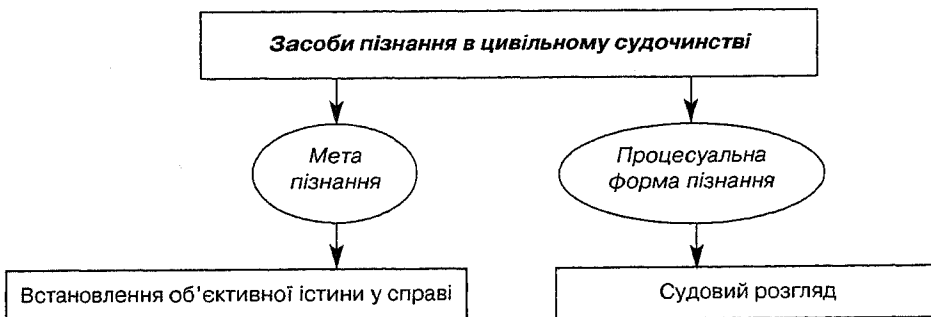 Засоби пізнання в цивільному судочинстві
Мета
пізнання
Процесуальна
форма пізнання
Встановлення об'єктивної істини у справі
Судовий розгляд